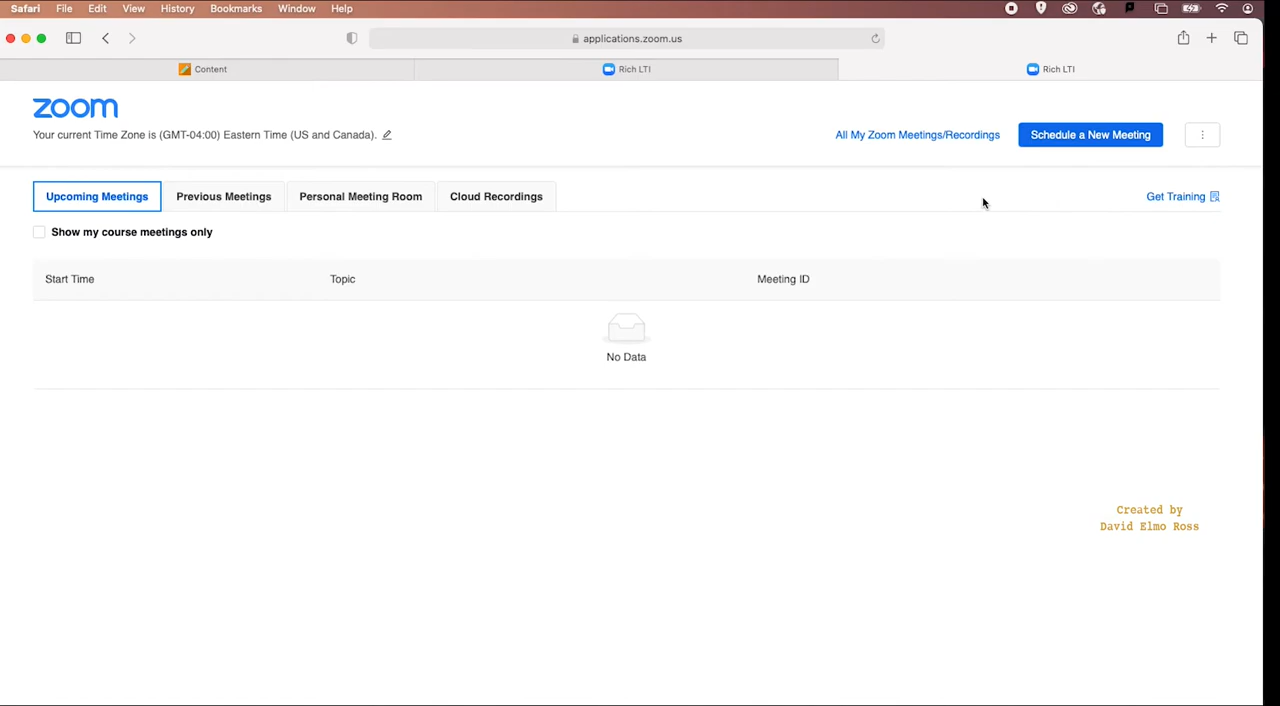 Safari File Edit View History Bookmarks Window Help
applications.zoom.us
Content Rich LTI Rich LTI
zoom
Your current Time Zone is (GMT-04:00) Eastern Time (US and Canada).
All My Zoom Meetings/Recordings Schedule a New Meeting
Upcoming Meetings Previous Meetings Personal Meeting Room Cloud Recordings Get Training
Show my course meetings only
Start Time Topic Meeting ID
No Data
Created by
David Elmo Ross